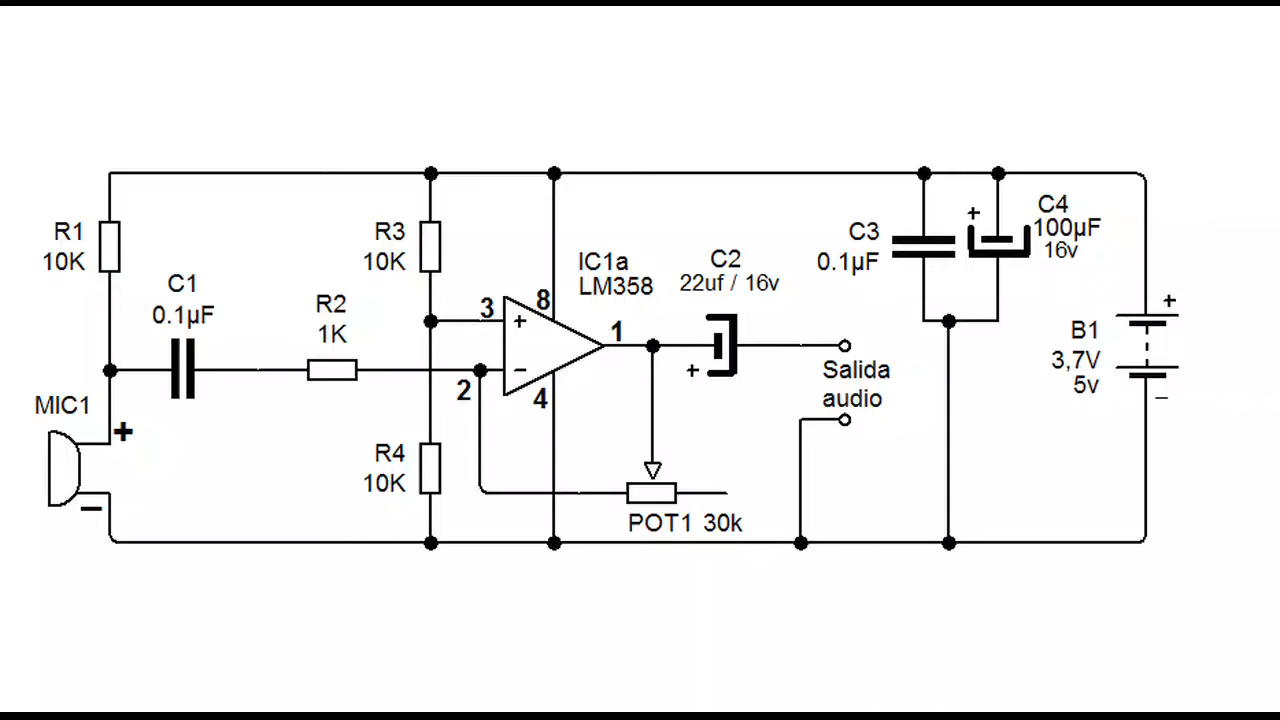 R1
10K
C1
0.1µF
R2
1K
R3
10K
IC1a
LM358
3
+
8
1
2
−
4
C2
22uf / 16v
+
Salida
audio
C3
0.1µF
+
C4
100µF
16v
+
B1
3,7V
5v
−
MIC1
+
−
R4
10K
POT1 30k